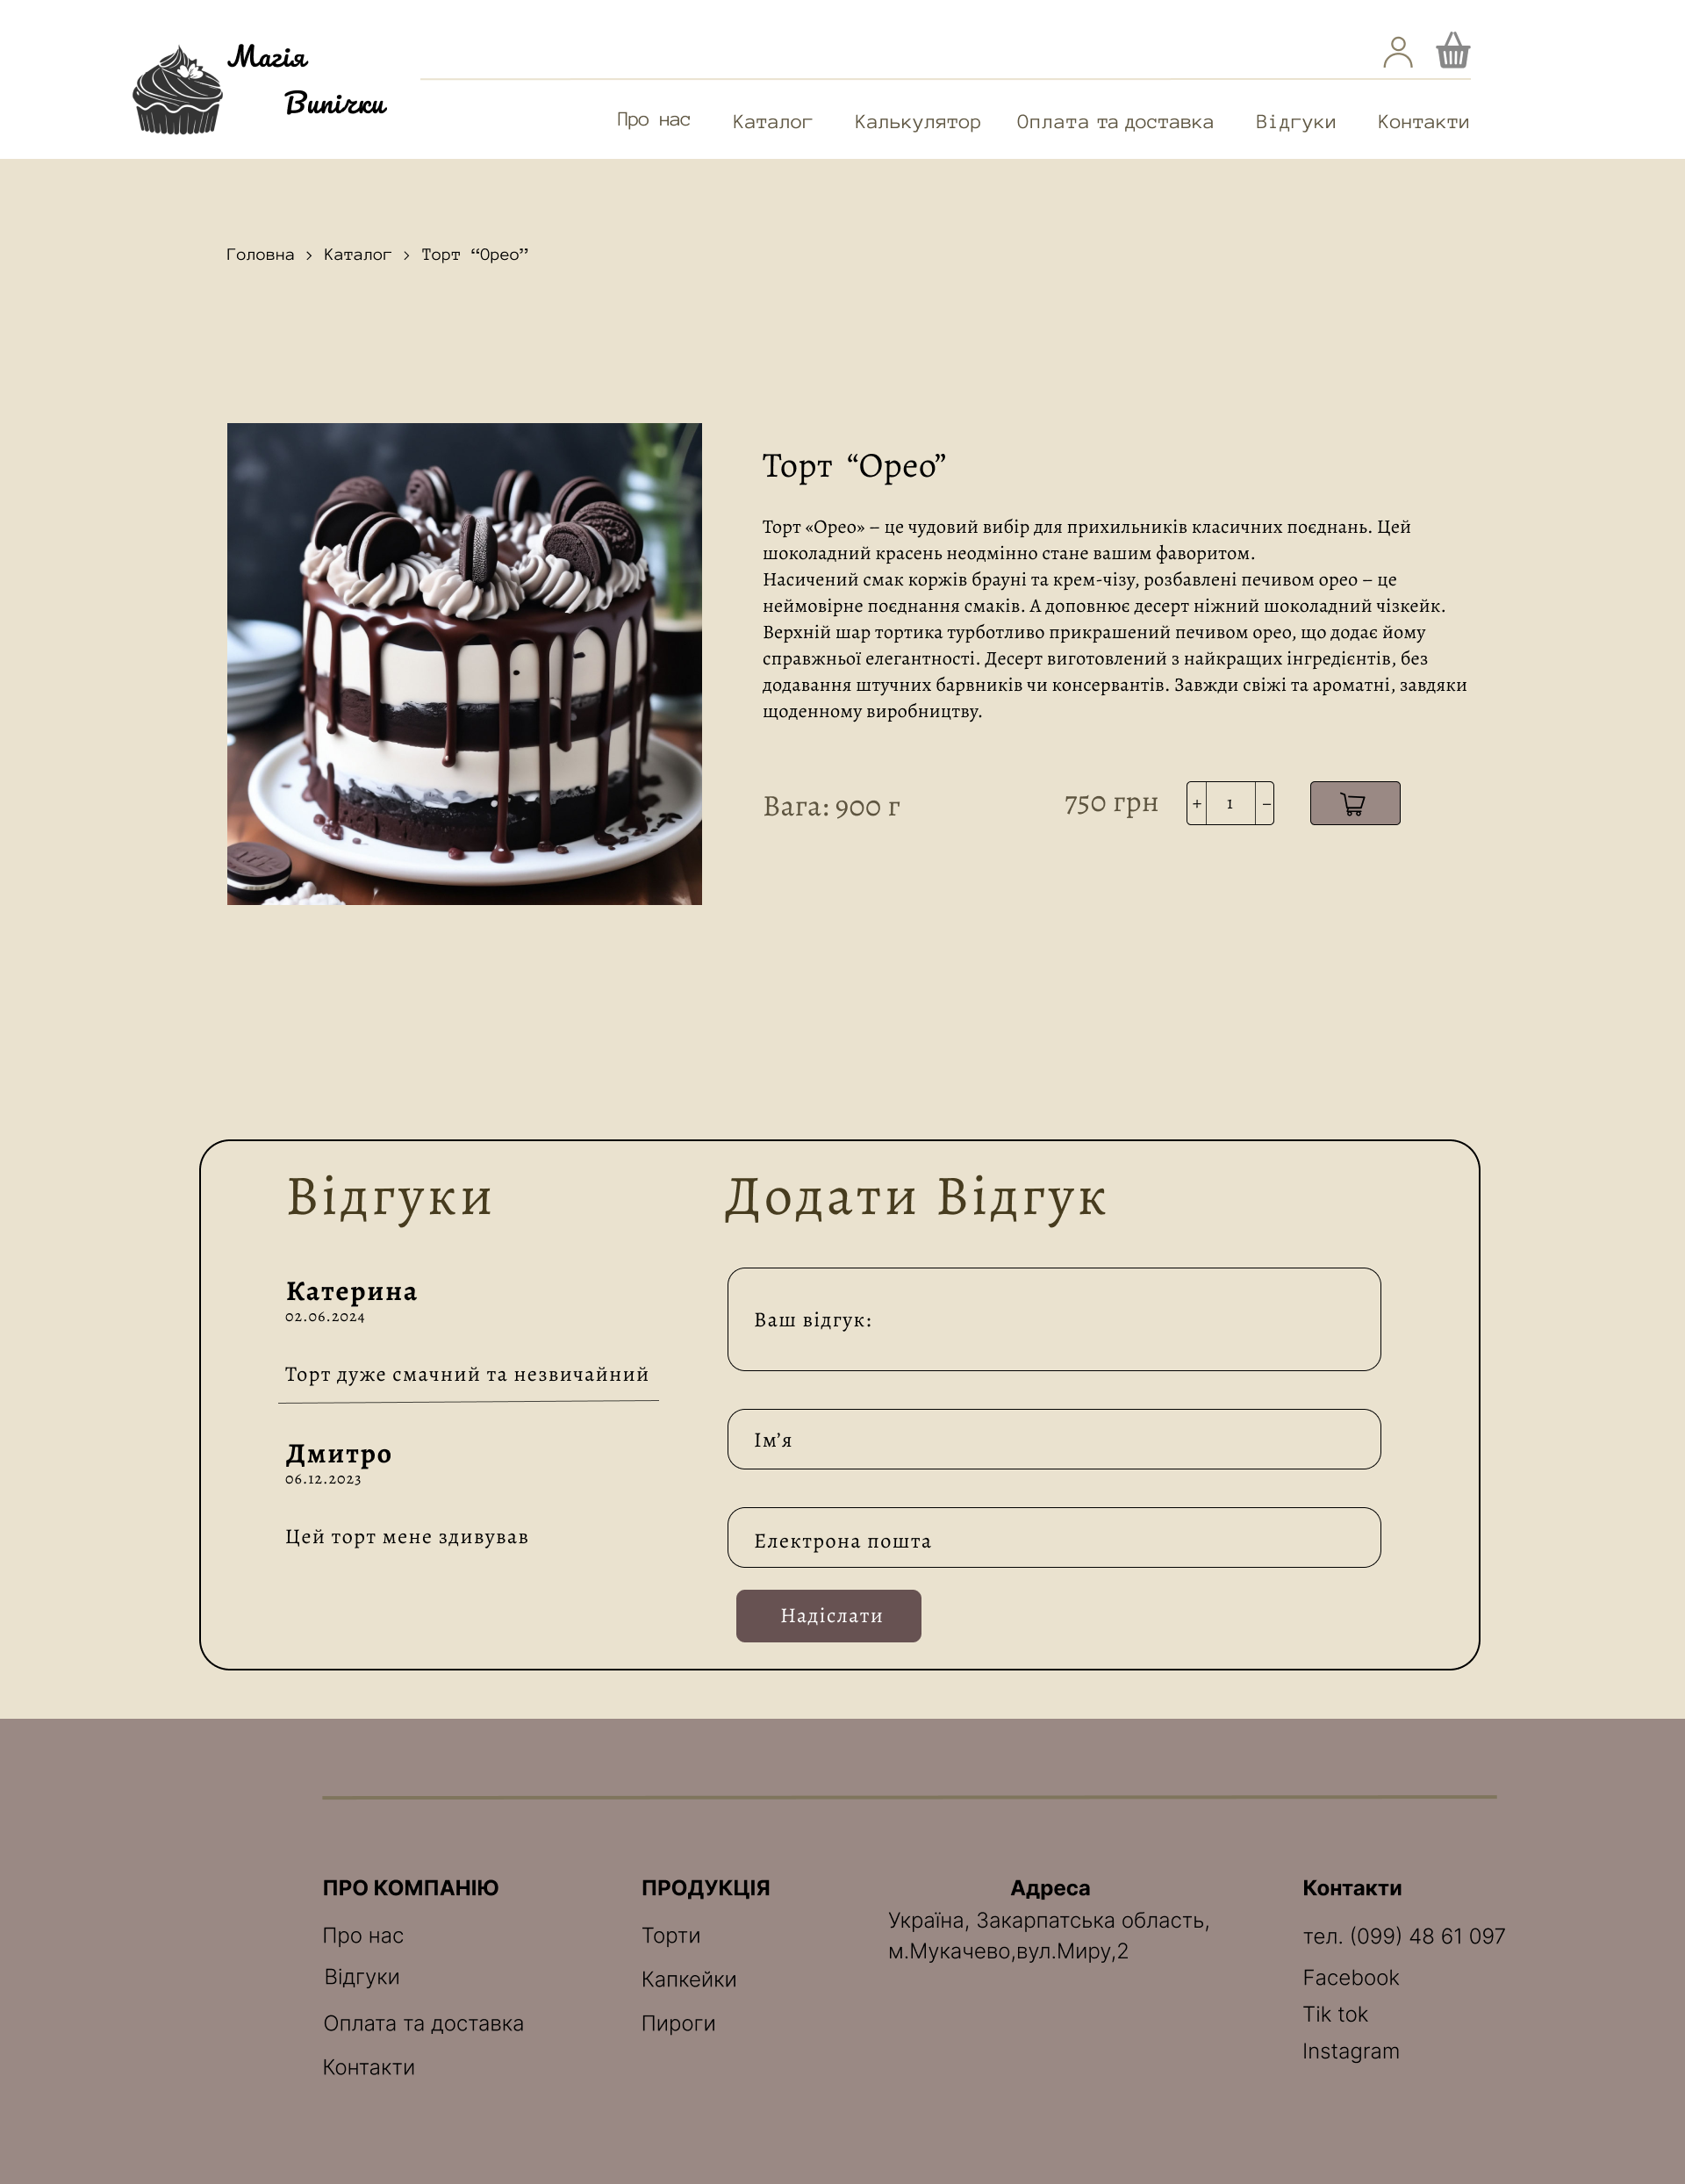 Магія
Випічки
Про нас
Каталог
Калькулятор
Оплата та доставка
Відгуки
Контакти
Головна > Каталог > Торт “Орео”
Торт “Орео”
Торт «Орео» – це чудовий вибір для прихильників класичних поєднань. Цей
шоколадний красень неодмінно стане вашим фаворитом.
Насичений смак коржів брауні та крем-чізу, розбавлені печивом орео – це
неймовірне поєднання смаків. А доповнює десерт ніжний шоколадний чізкейк.
Верхній шар тортика турботливо прикрашений печивом орео, що додає йому
справжньої елегантності. Десерт виготовлений з найкращих інгредієнтів, без
додавання штучних барвників чи консервантів. Завжди свіжі та ароматні, завдяки
щоденному виробництву.
Вага: 900 г
750 грн
+ 1 –
Відгуки
Катерина
02.06.2024
Торт дуже смачний та незвичайний
Дмитро
06.12.2023
Цей торт мене здивував
Додати Відгук
Ваш відгук:
Ім’я
Електрона пошта
Надіслати
ПРО КОМПАНІЮ
Про нас
Відгуки
Оплата та доставка
Контакти
ПРОДУКЦІЯ
Торти
Капкейки
Пироги
Адреса
Україна, Закарпатська область,
м.Мукачево,вул.Миру,2
Контакти
тел. (099) 48 61 097
Facebook
Tik tok
Instagram